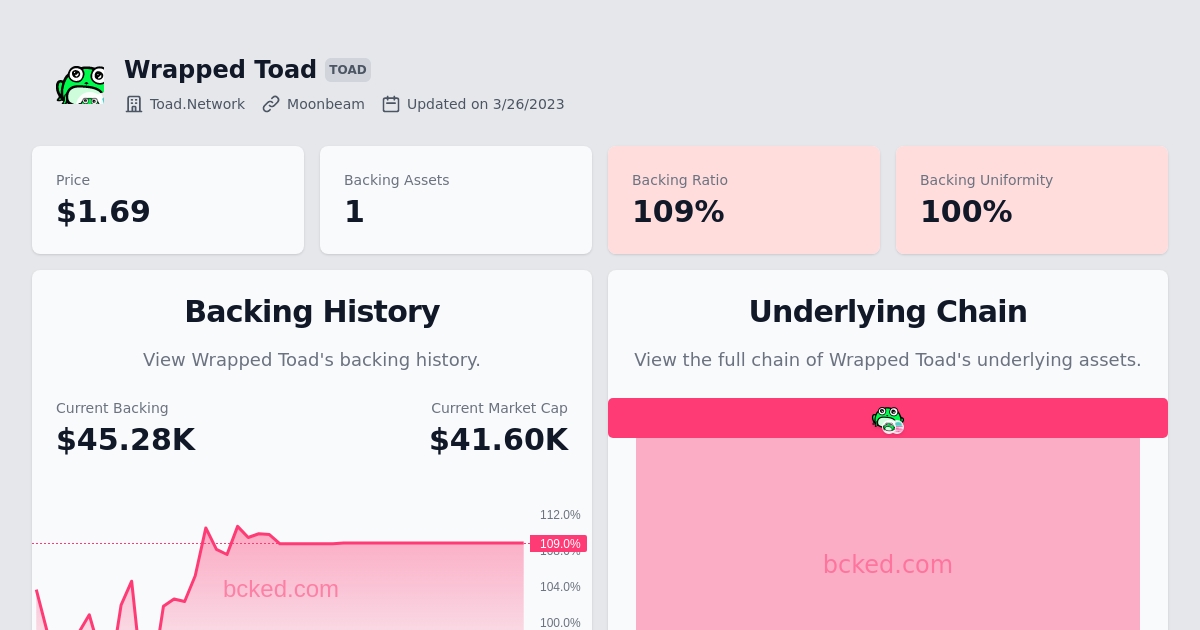 Wrapped Toad TOAD
Toad.Network Moonbeam Updated on 3/26/2023
Price
$1.69
Backing Assets
1
Backing Ratio
109%
Backing Uniformity
100%
Backing History
View Wrapped Toad's backing history.
Current Backing
$45.28K
Current Market Cap
$41.60K
112.0%
109.0%
108.0%
104.0%
100.0%
bcked.com
Underlying Chain
View the full chain of Wrapped Toad's underlying assets.
bcked.com